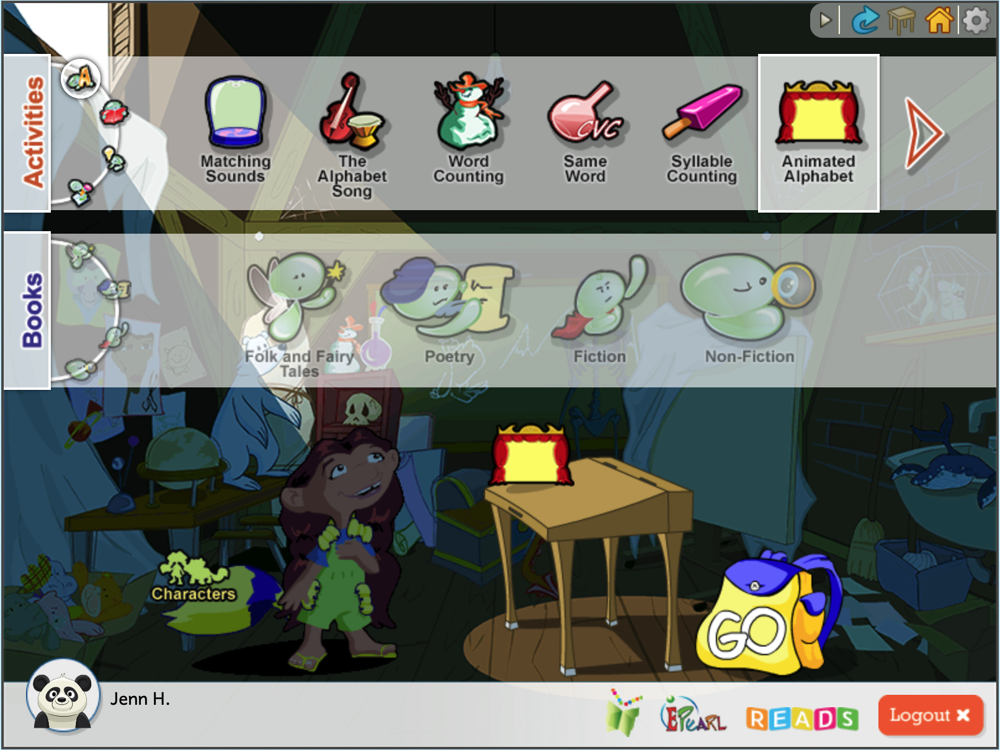 Activities
Matching
Sounds
The
Alphabet
Song
Word
Counting
CVC
Same
Word
Syllable
Counting
Animated
Alphabet
Books
Folk and Fairy
Tales
Poetry
Fiction
Non-Fiction
Characters
GO
Jenn H.
EPEARL
READS
Logout ✖